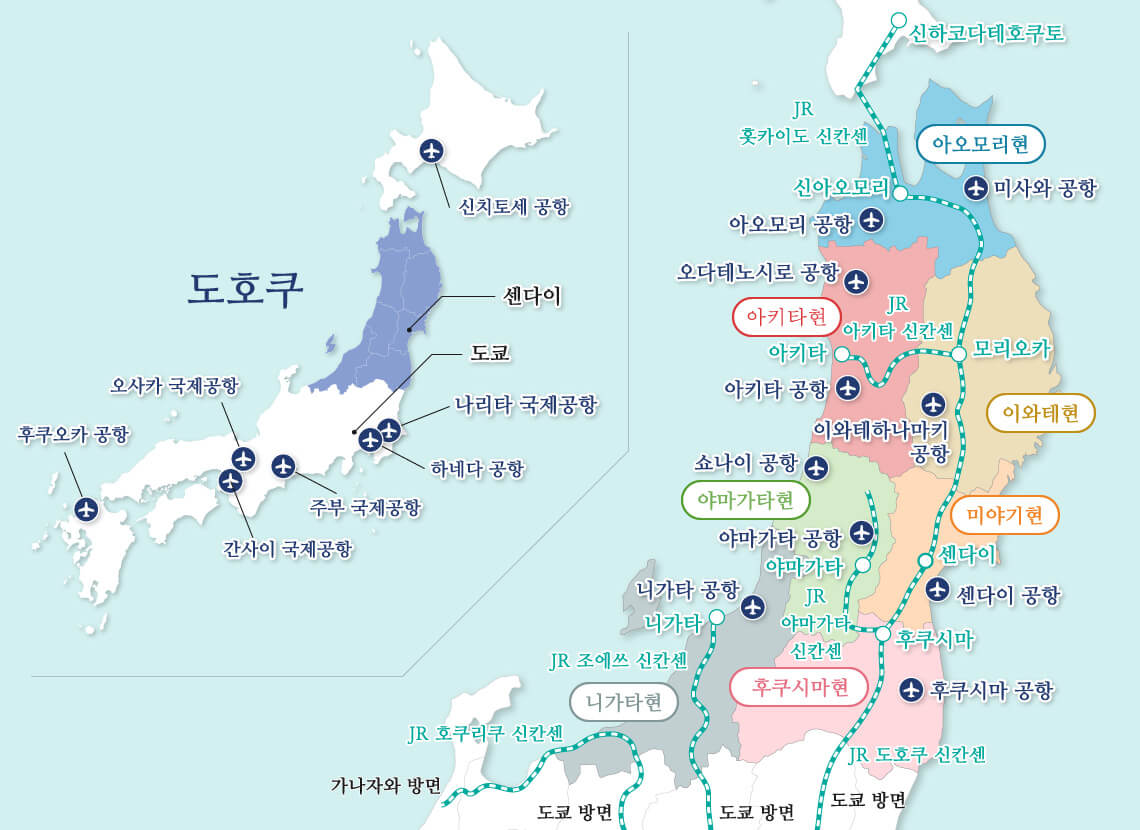 신치토세 공항
도호쿠
센다이
도쿄
오사카 국제공항
나리타 국제공항
후쿠오카 공항
하네다 공항
주부 국제공항
간사이 국제공항
신하코다테호쿠토
JR
홋카이도 신칸센
아오모리현
신아오모리
미사와 공항
아오모리 공항
오다테노시로 공항
아키타현
JR
아키타 신칸센
아키타
모리오카
아키타 공항
이와테현
이와테하나마키
공항
쇼나이 공항
야마가타현
미야기현
야마가타 공항
센다이
야마가타
니가타 공항
센다이 공항
JR
야마가타
신칸센
니가타
후쿠시마
JR 조에쓰 신칸센
후쿠시마현
후쿠시마 공항
니가타현
JR 호쿠리쿠 신칸센
JR 도호쿠 신칸센
가나자와 방면
도쿄 방면
도쿄 방면
도쿄 방면